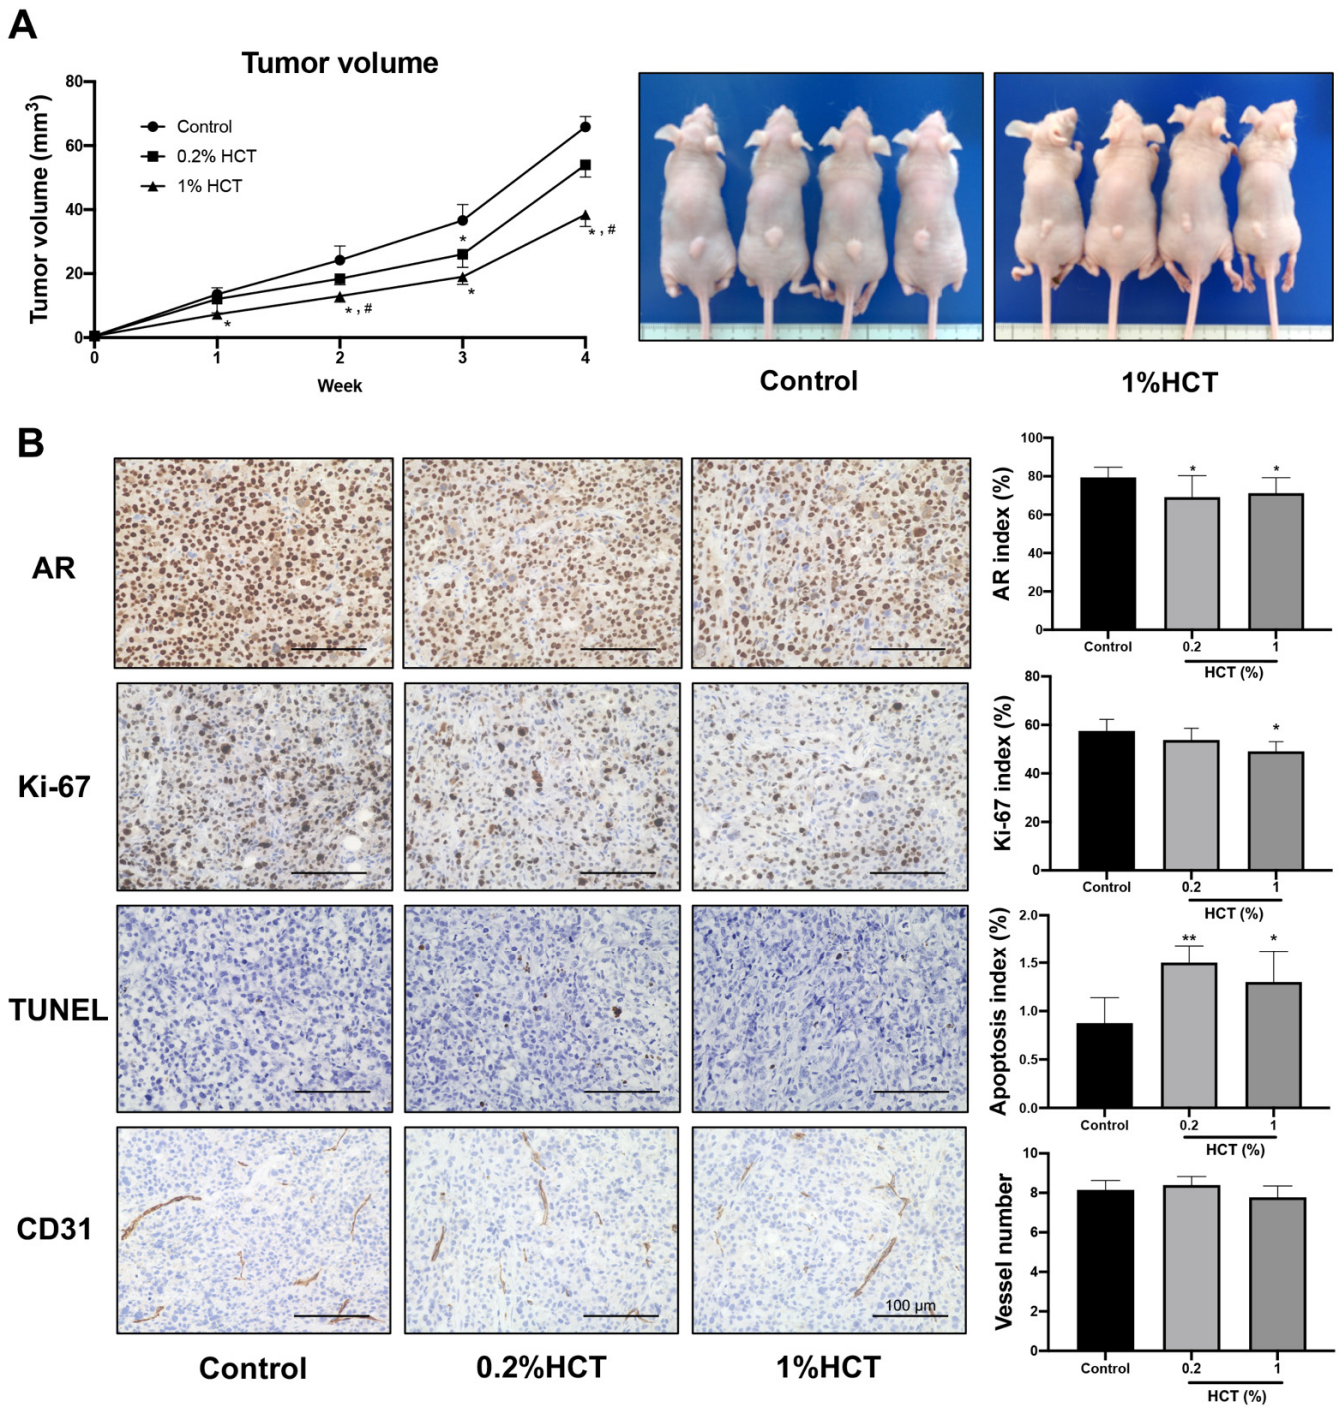 A
Tumor volume
Tumor volume (mm3)
80
60
40
20
0
Control
0.2% HCT
1% HCT
*
* , #
*
*
* , #
0
1
2
3
4
Week
Control
1%HCT
B
AR
Ki-67
TUNEL
CD31
100 µm
Control
0.2%HCT
1%HCT
AR index (%)
100
80
60
40
20
0
*
*
Control
0.2
1
HCT (%)
Ki-67 index (%)
80
60
40
20
0
*
Control
0.2
1
HCT (%)
Apoptosis index (%)
2.0
1.5
1.0
0.5
0.0
**
*
Control
0.2
1
HCT (%)
Vessel number
10
8
6
4
2
0
Control
0.2
1
HCT (%)